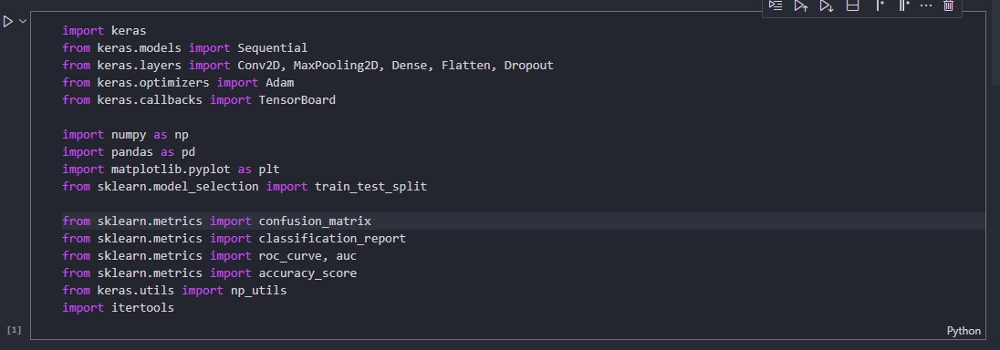 import keras
from keras.models import Sequential
from keras.layers import Conv2D, MaxPooling2D, Dense, Flatten, Dropout
from keras.optimizers import Adam
from keras.callbacks import TensorBoard
import numpy as np
import pandas as pd
import matplotlib.pyplot as plt
from sklearn.model_selection import train_test_split
from sklearn.metrics import confusion_matrix
from sklearn.metrics import classification_report
from sklearn.metrics import roc_curve, auc
from sklearn.metrics import accuracy_score
from keras.utils import np_utils
import itertools
[1]
Python